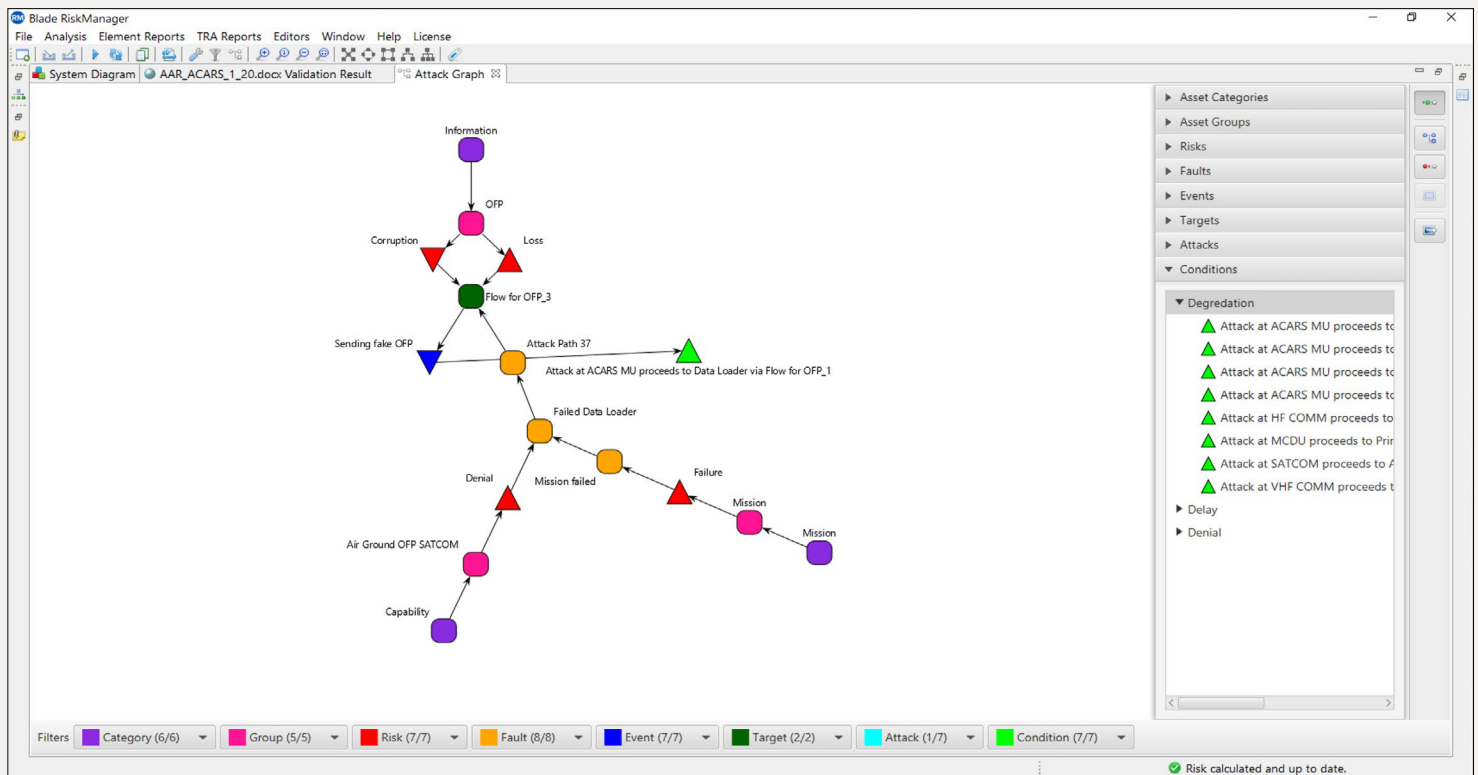 RM Blade RiskManager
File Analysis Element Reports TRA Reports Editors Window Help License
System Diagram AAR_ACARS_1_20.docx Validation Result Attack Graph
Information
OFP
Corruption
Loss
Flow for OFP_3
Sending fake OFP
Attack Path 37
Attack at ACARS MU proceeds to Data Loader via Flow for OFP_1
Failed Data Loader
Denial
Mission failed
Failure
Mission
Mission
Air Ground OFP SATCOM
Capability
Asset Categories
Asset Groups
Risks
Faults
Events
Targets
Attacks
Conditions
Degredation
Attack at ACARS MU proceeds to
Attack at ACARS MU proceeds to
Attack at ACARS MU proceeds to
Attack at ACARS MU proceeds to
Attack at HF COMM proceeds to
Attack at MCDU proceeds to Prir
Attack at SATCOM proceeds to A
Attack at VHF COMM proceeds t
Delay
Denial
Filters Category (6/6) Group (5/5) Risk (7/7) Fault (8/8) Event (7/7) Target (2/2) Attack (1/7) Condition (7/7)
Risk calculated and up to date.